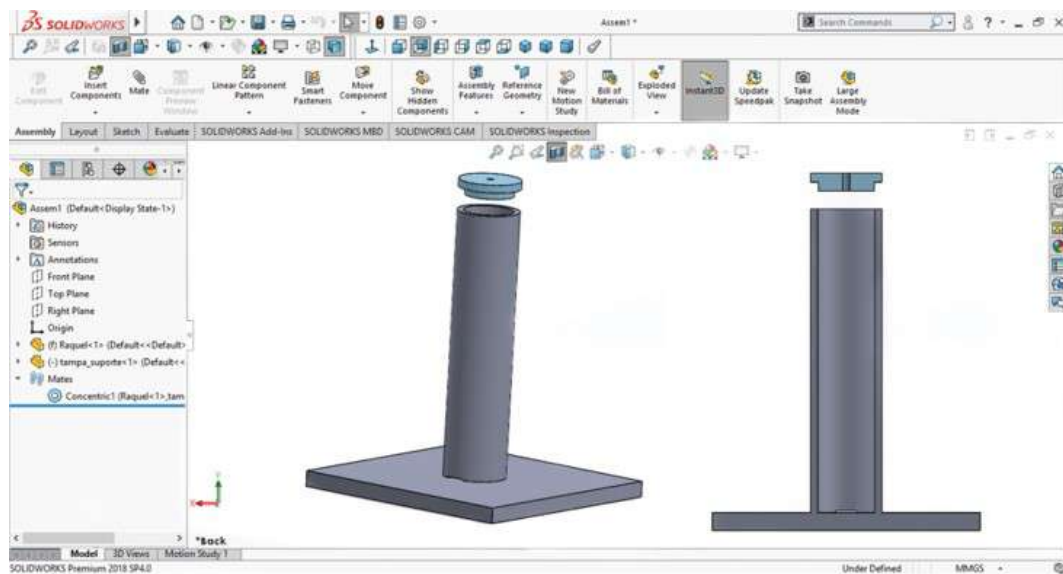 SOLIDWORKS
Assem1 *
Search Commands
Edit Component
Insert Components
Mate
Component Preview Window
Linear Component Pattern
Smart Fasteners
Move Component
Show Hidden Components
Assembly Features
Reference Geometry
New Motion Study
Bill of Materials
Exploded View
Instant3D
Update Speedpak
Take Snapshot
Large Assembly Mode
Assembly Layout Sketch Evaluate SOLIDWORKS Add-Ins SOLIDWORKS MBD SOLIDWORKS CAM SOLIDWORKS Inspection
Assem1 (Default<Display State-1>)
History
Sensors
Annotations
Front Plane
Top Plane
Right Plane
Origin
(f) Raquel<1> (Default<<Default>
(-) tampa_suporte<1> (Default<<
Mates
Concentric1 (Raquel<1>,tam
*Back
Model 3D Views Motion Study 1
SOLIDWORKS Premium 2018 SP4.0
Under Defined MMGS